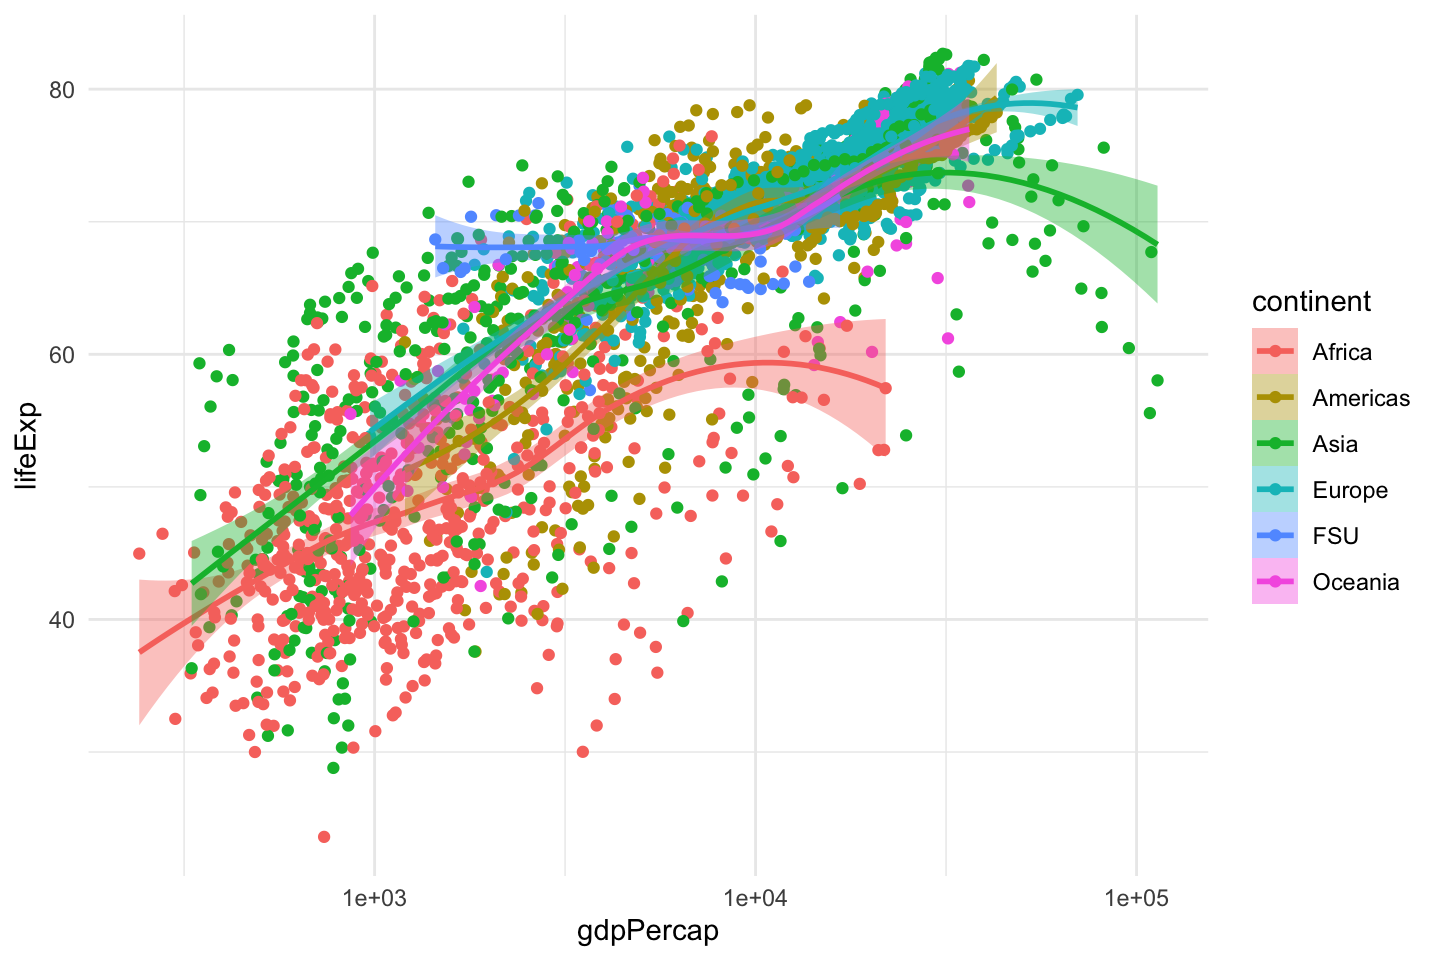 80
60
40
lifeExp
1e+03
1e+04
1e+05
gdpPercap
continent
Africa
Americas
Asia
Europe
FSU
Oceania